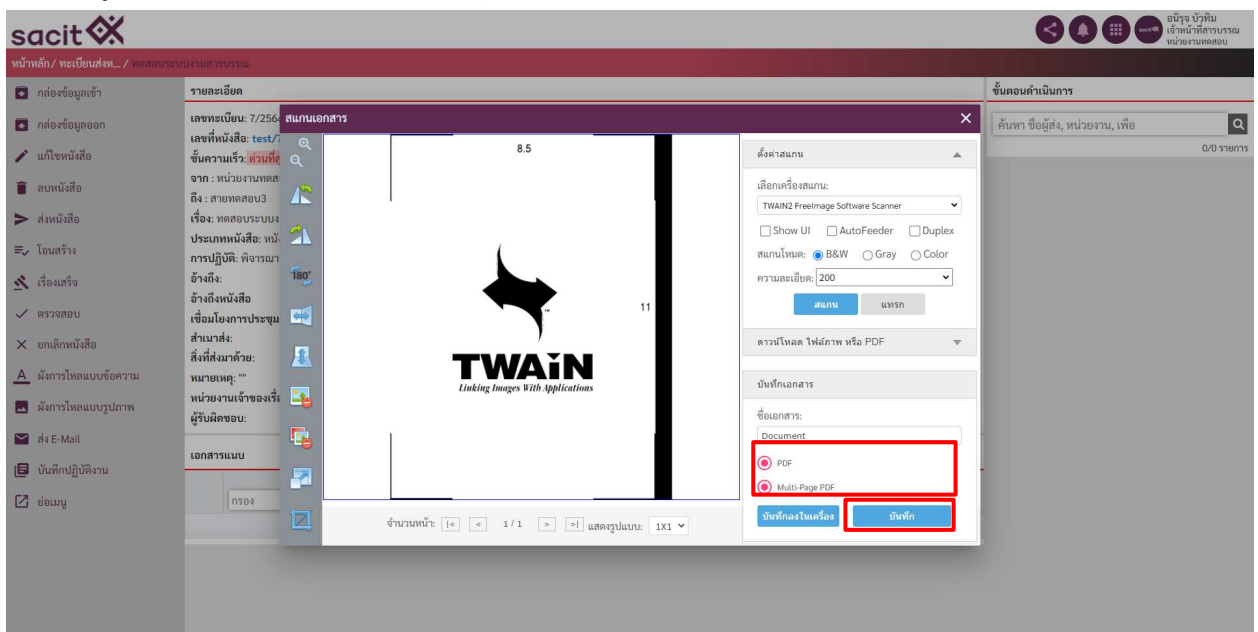 sacit
อนิรุจ บัวทิม
เจ้าหน้าที่สารบรรณ
หน่วยงานทดสอบ
หน้าหลัก/ ทะเบียนส่งห... / ทดสอบระบบงานสารบรรณ
กล่องข้อมูลเข้า
กล่องข้อมูลออก
แก้ไขหนังสือ
ลบหนังสือ
ส่งหนังสือ
โอนสร้าง
เรื่องเสร็จ
ตรวจสอบ
ยกเลิกหนังสือ
ผังการไหลแบบข้อความ
ผังการไหลแบบรูปภาพ
ส่ง E-Mail
บันทึกปฏิบัติงาน
ย่อเมนู
รายละเอียด
เลขทะเบียน: 7/256
เลขที่หนังสือ: test/
ชั้นความเร็ว: ด่วนที่
จาก : หน่วยงานทดส
ถึง : สายทดสอบ3
เรื่อง: ทดสอบระบบง
ประเภทหนังสือ: หนั
การปฏิบัติ: พิจารณา
อ้างถึง:
อ้างถึงหนังสือ
เชื่อมโยงการประชุม
สำเนาส่ง:
สิ่งที่ส่งมาด้วย:
หมายเหตุ: ""
หน่วยงานเจ้าของเรื่
ผู้รับผิดชอบ:
เอกสารแนบ
กรอง
สแกนเอกสาร
180°
8.5
11
TWAIN
Linking Images With Applications
จำนวนหน้า: |< < 1/1 > >| แสดงรูปแบบ: 1X1
ตั้งค่าสแกน
เลือกเครื่องสแกน:
TWAIN2 FreeImage Software Scanner
Show UI AutoFeeder Duplex
สแกนโหมด: B&W Gray Color
ความละเอียด: 200
สแกน แทรก
ดาวน์โหลด ไฟล์ภาพ หรือ PDF
บันทึกเอกสาร
ชื่อเอกสาร:
Document
PDF
Multi-Page PDF
บันทึกลงในเครื่อง บันทึก
ขั้นตอนดำเนินการ
ค้นหา ชื่อผู้ส่ง, หน่วยงาน, เพื่อ
0/0 รายการ